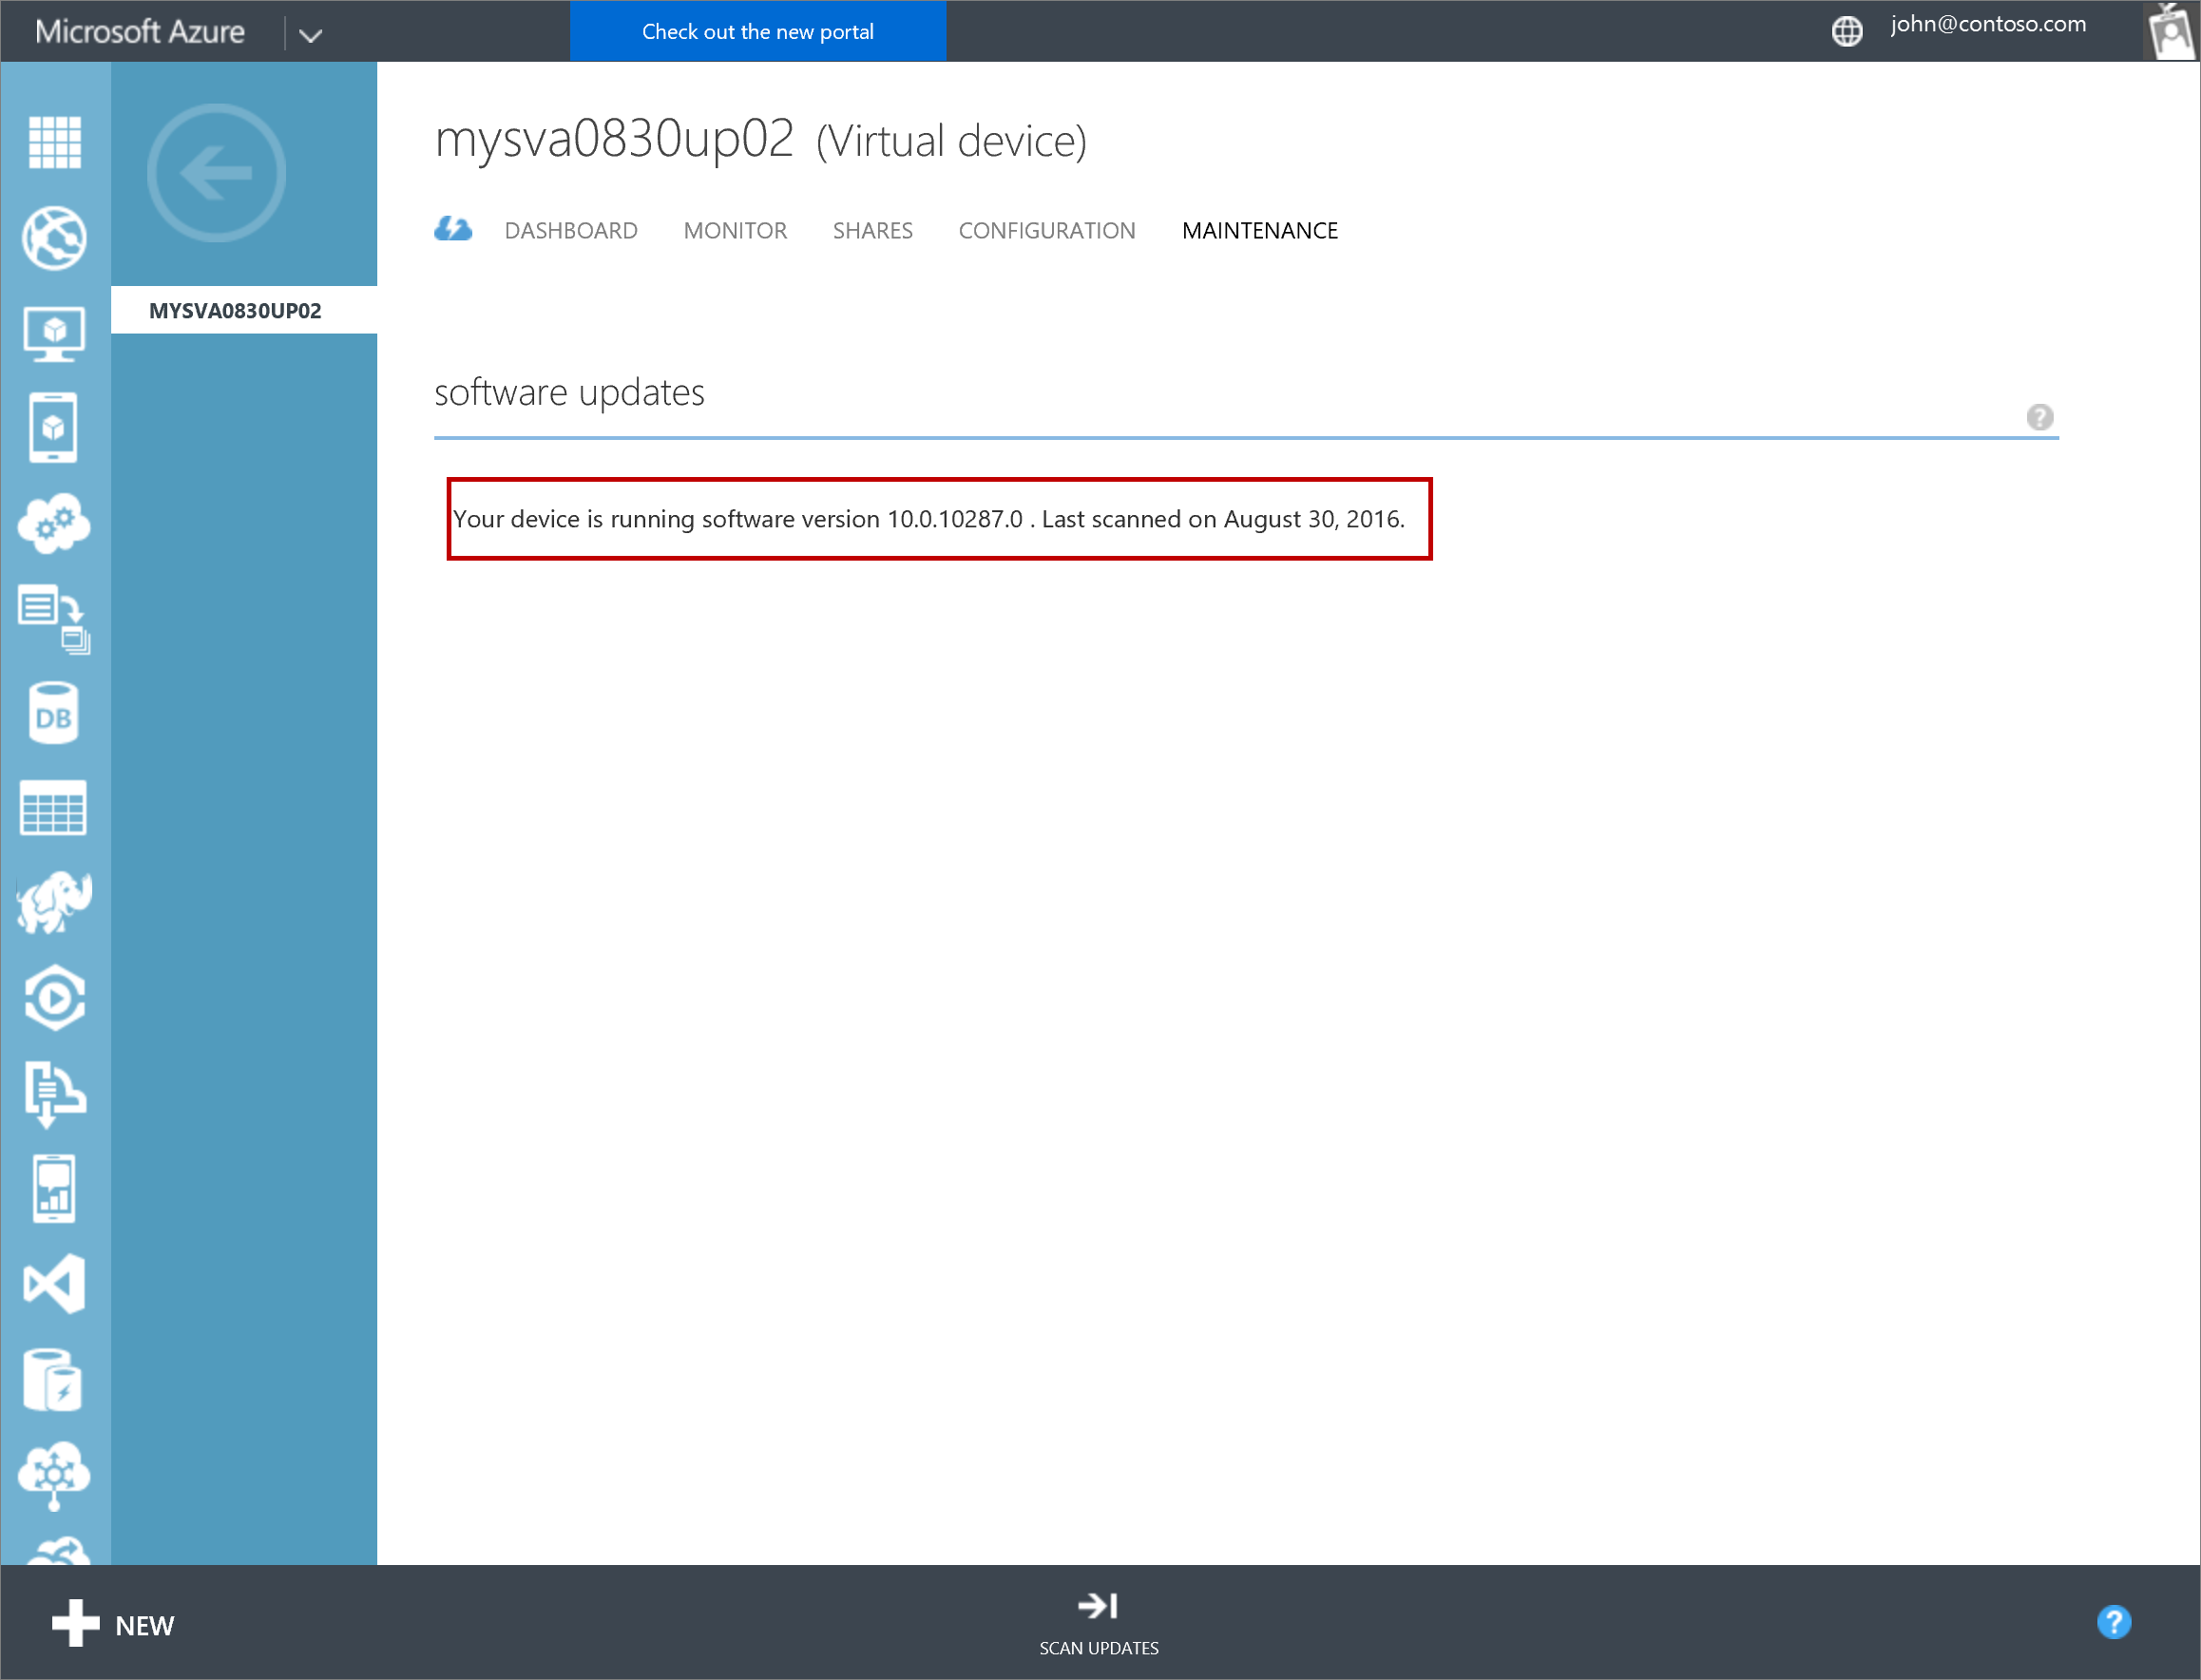 Microsoft Azure
Check out the new portal
john@contoso.com
mysva0830up02 (Virtual device)
DASHBOARD MONITOR SHARES CONFIGURATION MAINTENANCE
MYSVA0830UP02
software updates
?
Your device is running software version 10.0.10287.0 . Last scanned on August 30, 2016.
DB
NEW
SCAN UPDATES
?